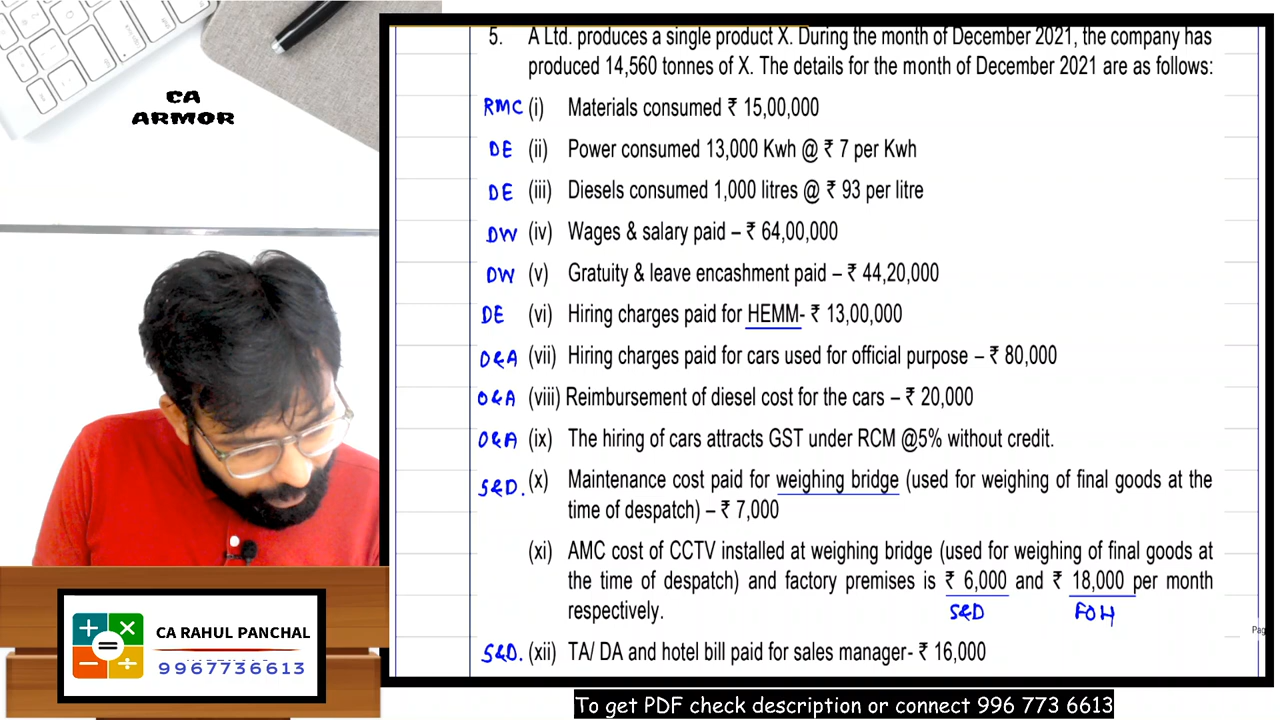 CA
ARMOR
5. A Ltd. produces a single product X. During the month of December 2021, the company has
produced 14,560 tonnes of X. The details for the month of December 2021 are as follows:
RMC (i) Materials consumed ₹ 15,00,000
DE (ii) Power consumed 13,000 Kwh @ ₹ 7 per Kwh
DE (iii) Diesels consumed 1,000 litres @ ₹ 93 per litre
DW (iv) Wages & salary paid – ₹ 64,00,000
DW (v) Gratuity & leave encashment paid – ₹ 44,20,000
DE (vi) Hiring charges paid for HEMM- ₹ 13,00,000
O&A (vii) Hiring charges paid for cars used for official purpose – ₹ 80,000
O&A (viii) Reimbursement of diesel cost for the cars – ₹ 20,000
O&A (ix) The hiring of cars attracts GST under RCM @5% without credit.
S&D. (x) Maintenance cost paid for weighing bridge (used for weighing of final goods at the
time of despatch) – ₹ 7,000
(xi) AMC cost of CCTV installed at weighing bridge (used for weighing of final goods at
the time of despatch) and factory premises is ₹ 6,000 and ₹ 18,000 per month
respectively. S&D FOH
Pag
S&D. (xii) TA/ DA and hotel bill paid for sales manager- ₹ 16,000
CA RAHUL PANCHAL
9967736613
To get PDF check description or connect 996 773 6613